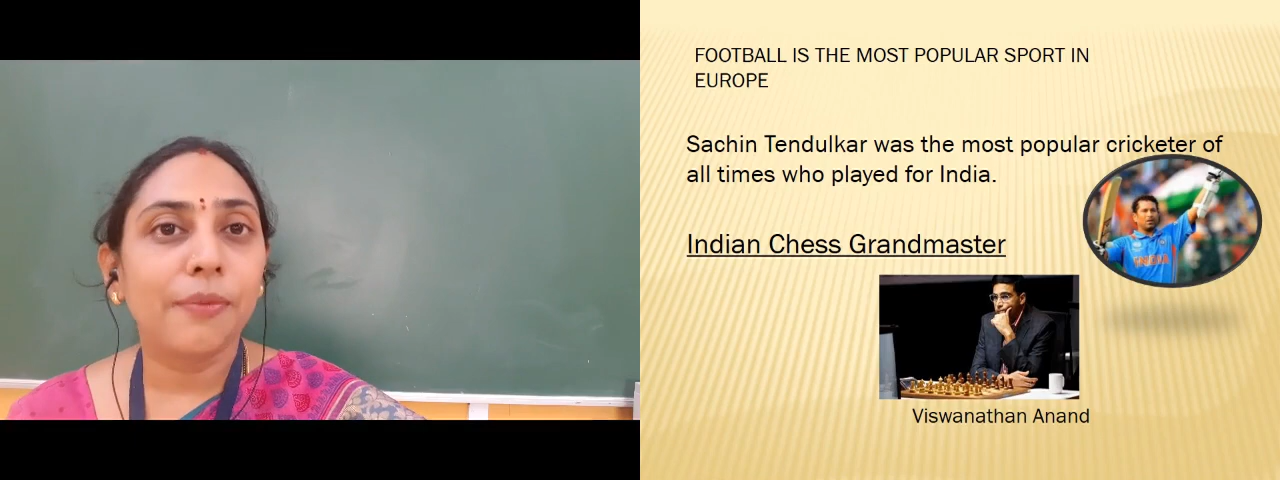 FOOTBALL IS THE MOST POPULAR SPORT IN
EUROPE
Sachin Tendulkar was the most popular cricketer of
all times who played for India.
Indian Chess Grandmaster
Viswanathan Anand